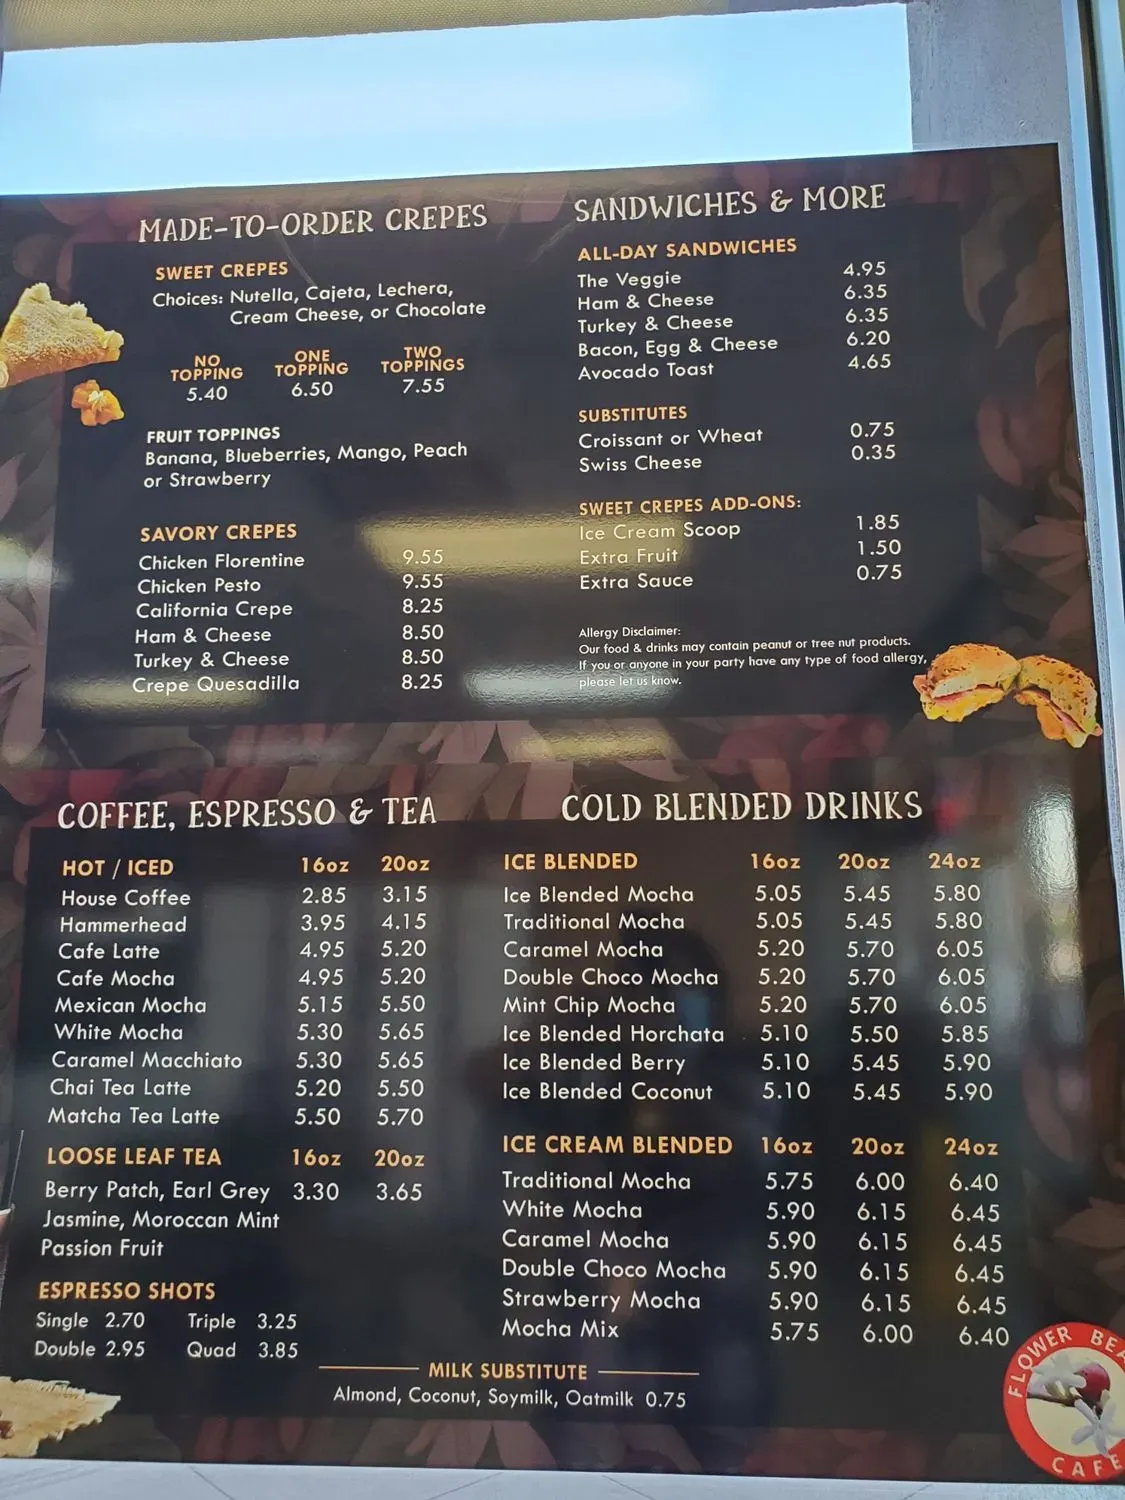 MADE-TO-ORDER CREPES
SWEET CREPES
Choices: Nutella, Cajeta, Lechera,
Cream Cheese, or Chocolate
NO TOPPING ONE TOPPING TWO TOPPINGS
5.40 6.50 7.55
FRUIT TOPPINGS
Banana, Blueberries, Mango, Peach
or Strawberry
SAVORY CREPES
Chicken Florentine 9.55
Chicken Pesto 9.55
California Crepe 8.25
Ham & Cheese 8.50
Turkey & Cheese 8.50
Crepe Quesadilla 8.25
SANDWICHES & MORE
ALL-DAY SANDWICHES
The Veggie 4.95
Ham & Cheese 6.35
Turkey & Cheese 6.35
Bacon, Egg & Cheese 6.20
Avocado Toast 4.65
SUBSTITUTES
Croissant or Wheat 0.75
Swiss Cheese 0.35
SWEET CREPES ADD-ONS:
Ice Cream Scoop 1.85
Extra Fruit 1.50
Extra Sauce 0.75
Allergy Disclaimer:
Our food & drinks may contain peanut or tree nut products.
If you or anyone in your party have any type of food allergy,
please let us know.
COFFEE, ESPRESSO & TEA
HOT / ICED 16oz 20oz
House Coffee 2.85 3.15
Hammerhead 3.95 4.15
Cafe Latte 4.95 5.20
Cafe Mocha 4.95 5.20
Mexican Mocha 5.15 5.50
White Mocha 5.30 5.65
Caramel Macchiato 5.30 5.65
Chai Tea Latte 5.20 5.50
Matcha Tea Latte 5.50 5.70
LOOSE LEAF TEA 16oz 20oz
Berry Patch, Earl Grey 3.30 3.65
Jasmine, Moroccan Mint
Passion Fruit
ESPRESSO SHOTS
Single 2.70 Triple 3.25
Double 2.95 Quad 3.85
COLD BLENDED DRINKS
ICE BLENDED 16oz 20oz 24oz
Ice Blended Mocha 5.05 5.45 5.80
Traditional Mocha 5.05 5.45 5.80
Caramel Mocha 5.20 5.70 6.05
Double Choco Mocha 5.20 5.70 6.05
Mint Chip Mocha 5.20 5.70 6.05
Ice Blended Horchata 5.10 5.50 5.85
Ice Blended Berry 5.10 5.45 5.90
Ice Blended Coconut 5.10 5.45 5.90
ICE CREAM BLENDED 16oz 20oz 24oz
Traditional Mocha 5.75 6.00 6.40
White Mocha 5.90 6.15 6.45
Caramel Mocha 5.90 6.15 6.45
Double Choco Mocha 5.90 6.15 6.45
Strawberry Mocha 5.90 6.15 6.45
Mocha Mix 5.75 6.00 6.40
MILK SUBSTITUTE
Almond, Coconut, Soymilk, Oatmilk 0.75
FLOWER BEA
CAFE